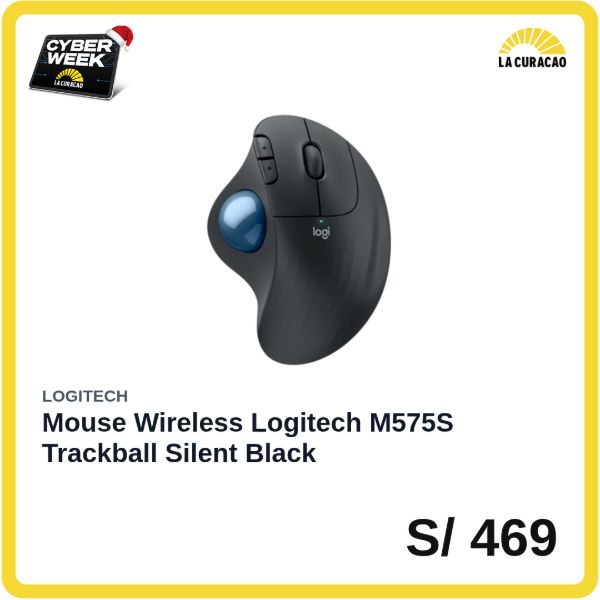 CYBER
WEEK
LA CURACAO
LA CURACAO
logi
LOGITECH
Mouse Wireless Logitech M575S
Trackball Silent Black
S/ 469